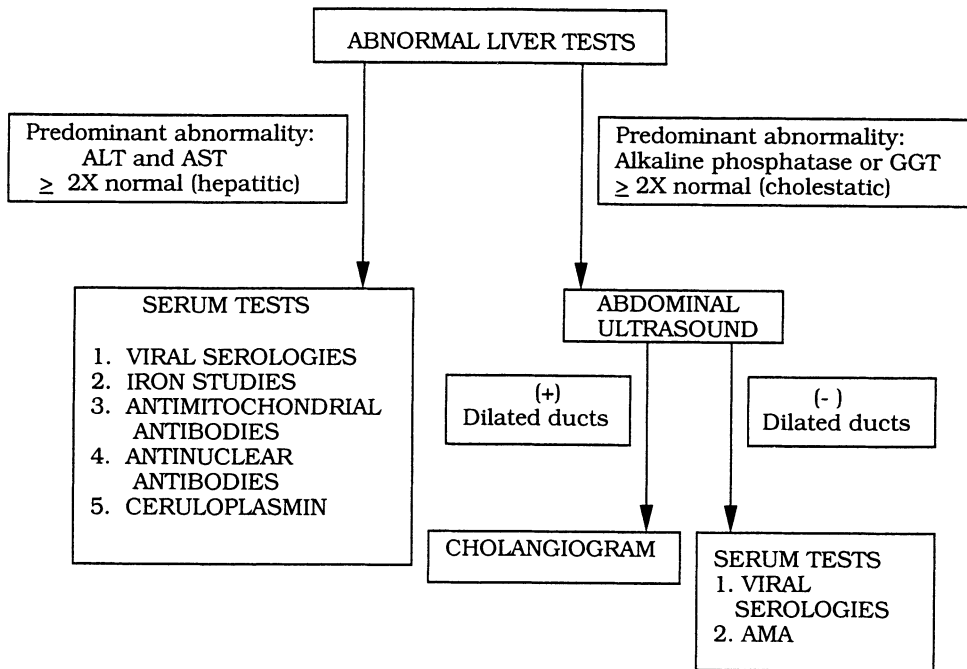 ABNORMAL LIVER TESTS
Predominant abnormality:
ALT and AST
≥ 2X normal (hepatitic)
Predominant abnormality:
Alkaline phosphatase or GGT
≥ 2X normal (cholestatic)
SERUM TESTS
1. VIRAL SEROLOGIES
2. IRON STUDIES
3. ANTIMITOCHONDRIAL
ANTIBODIES
4. ANTINUCLEAR
ANTIBODIES
5. CERULOPLASMIN
ABDOMINAL
ULTRASOUND
(+)
Dilated ducts
(-)
Dilated ducts
CHOLANGIOGRAM
SERUM TESTS
1. VIRAL
SEROLOGIES
2. AMA